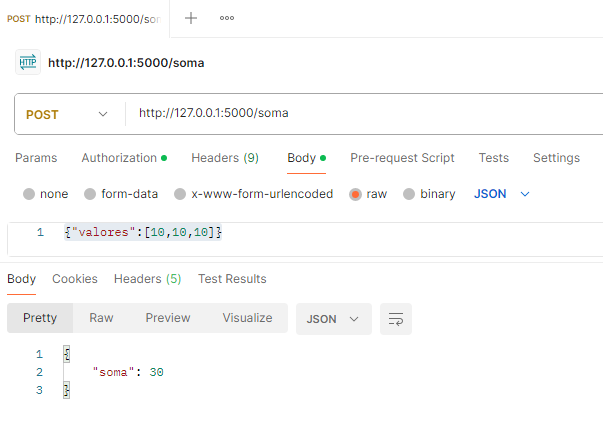 POST http://127.0.0.1:5000/son
HTTP http://127.0.0.1:5000/soma
POST http://127.0.0.1:5000/soma
Params Authorization Headers (9) Body Pre-request Script Tests Settings
none form-data x-www-form-urlencoded raw binary JSON
1 {"valores":[10,10,10]}
Body Cookies Headers (5) Test Results
Pretty Raw Preview Visualize JSON
1 {
2 "soma": 30
3 }